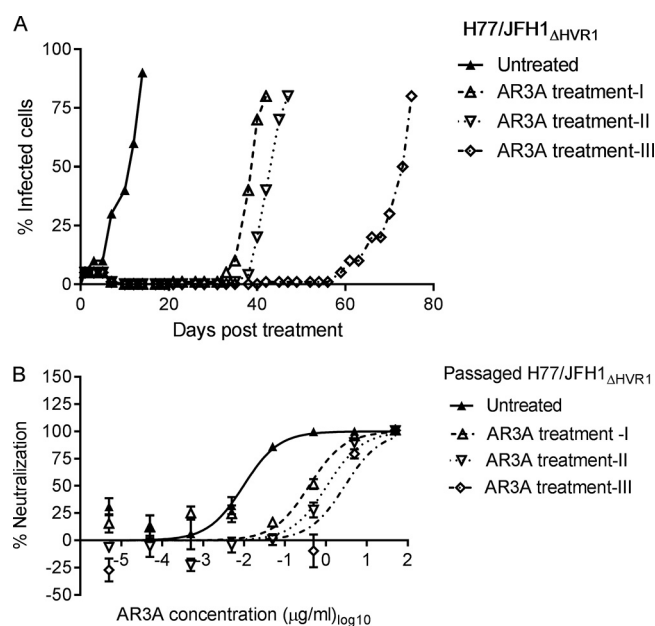 A
H77/JFH1ΔHVR1
Untreated
AR3A treatment-I
AR3A treatment-II
AR3A treatment-III
% Infected cells
100
75
50
25
0
0 20 40 60 80
Days post treatment
B
Passaged H77/JFH1ΔHVR1
Untreated
AR3A treatment -I
AR3A treatment-II
AR3A treatment-III
% Neutralization
150
125
100
75
50
25
0
-25
-50
-5 -4 -3 -2 -1 0 1 2
AR3A concentration (μg/ml)log10